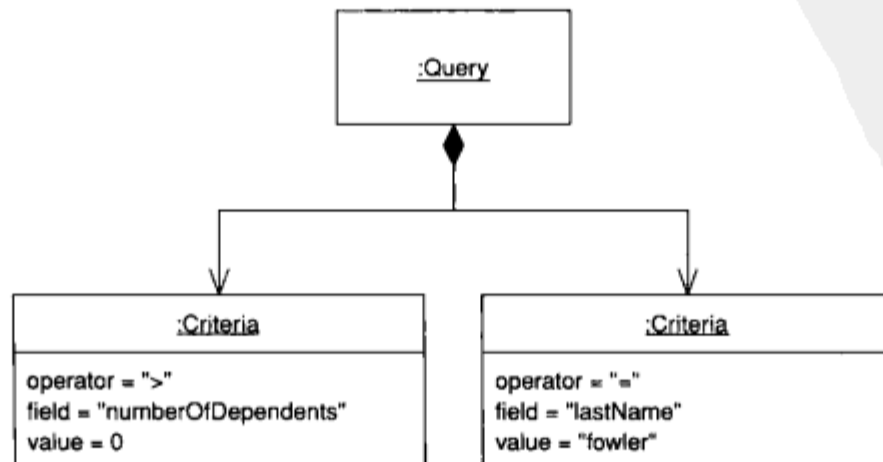 :Query
:Criteria
operator = ">"
field = "numberOfDependents"
value = 0
:Criteria
operator = "="
field = "lastName"
value = "fowler"